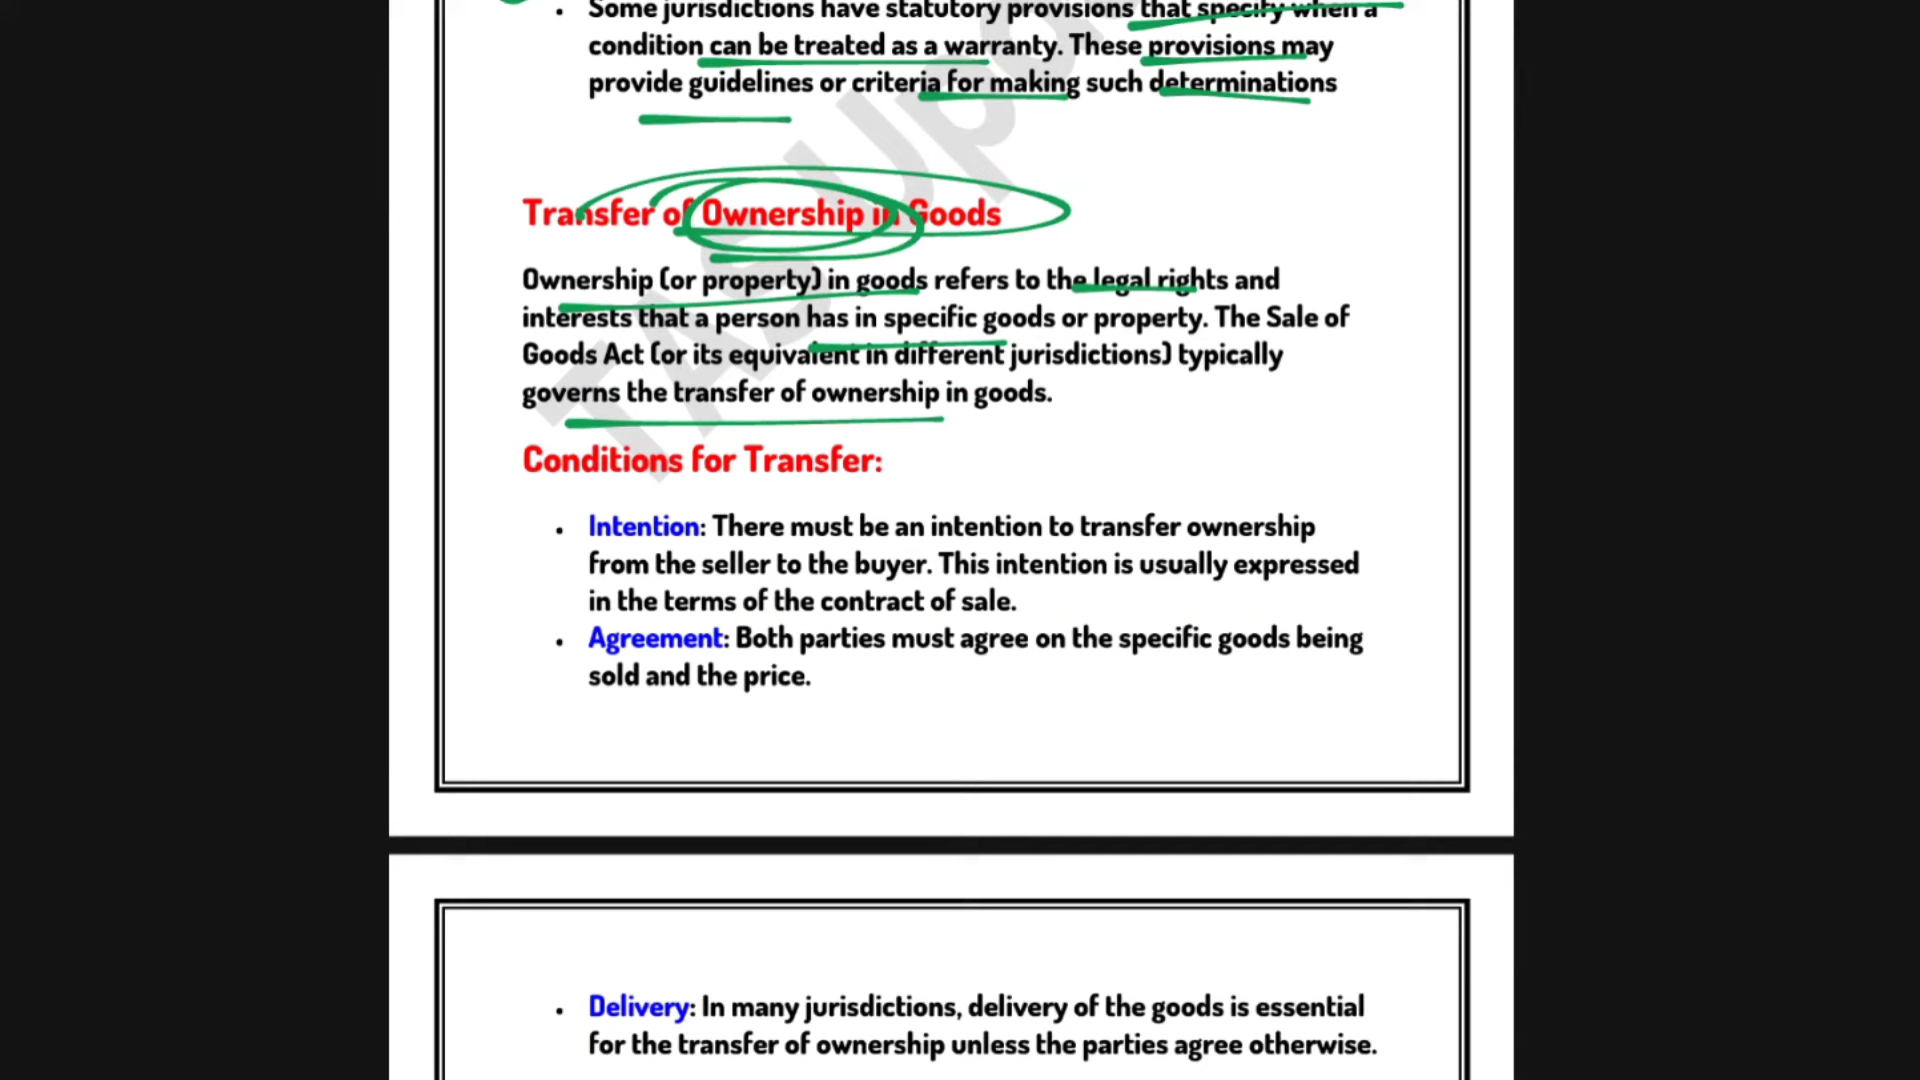 Some jurisdictions have statutory provisions that specify when a
condition can be treated as a warranty. These provisions may
provide guidelines or criteria for making such determinations
Transfer of Ownership in Goods
Ownership (or property) in goods refers to the legal rights and
interests that a person has in specific goods or property. The Sale of
Goods Act (or its equivalent in different jurisdictions) typically
governs the transfer of ownership in goods.
Conditions for Transfer:
• Intention: There must be an intention to transfer ownership
from the seller to the buyer. This intention is usually expressed
in the terms of the contract of sale.
• Agreement: Both parties must agree on the specific goods being
sold and the price.
• Delivery: In many jurisdictions, delivery of the goods is essential
for the transfer of ownership unless the parties agree otherwise.